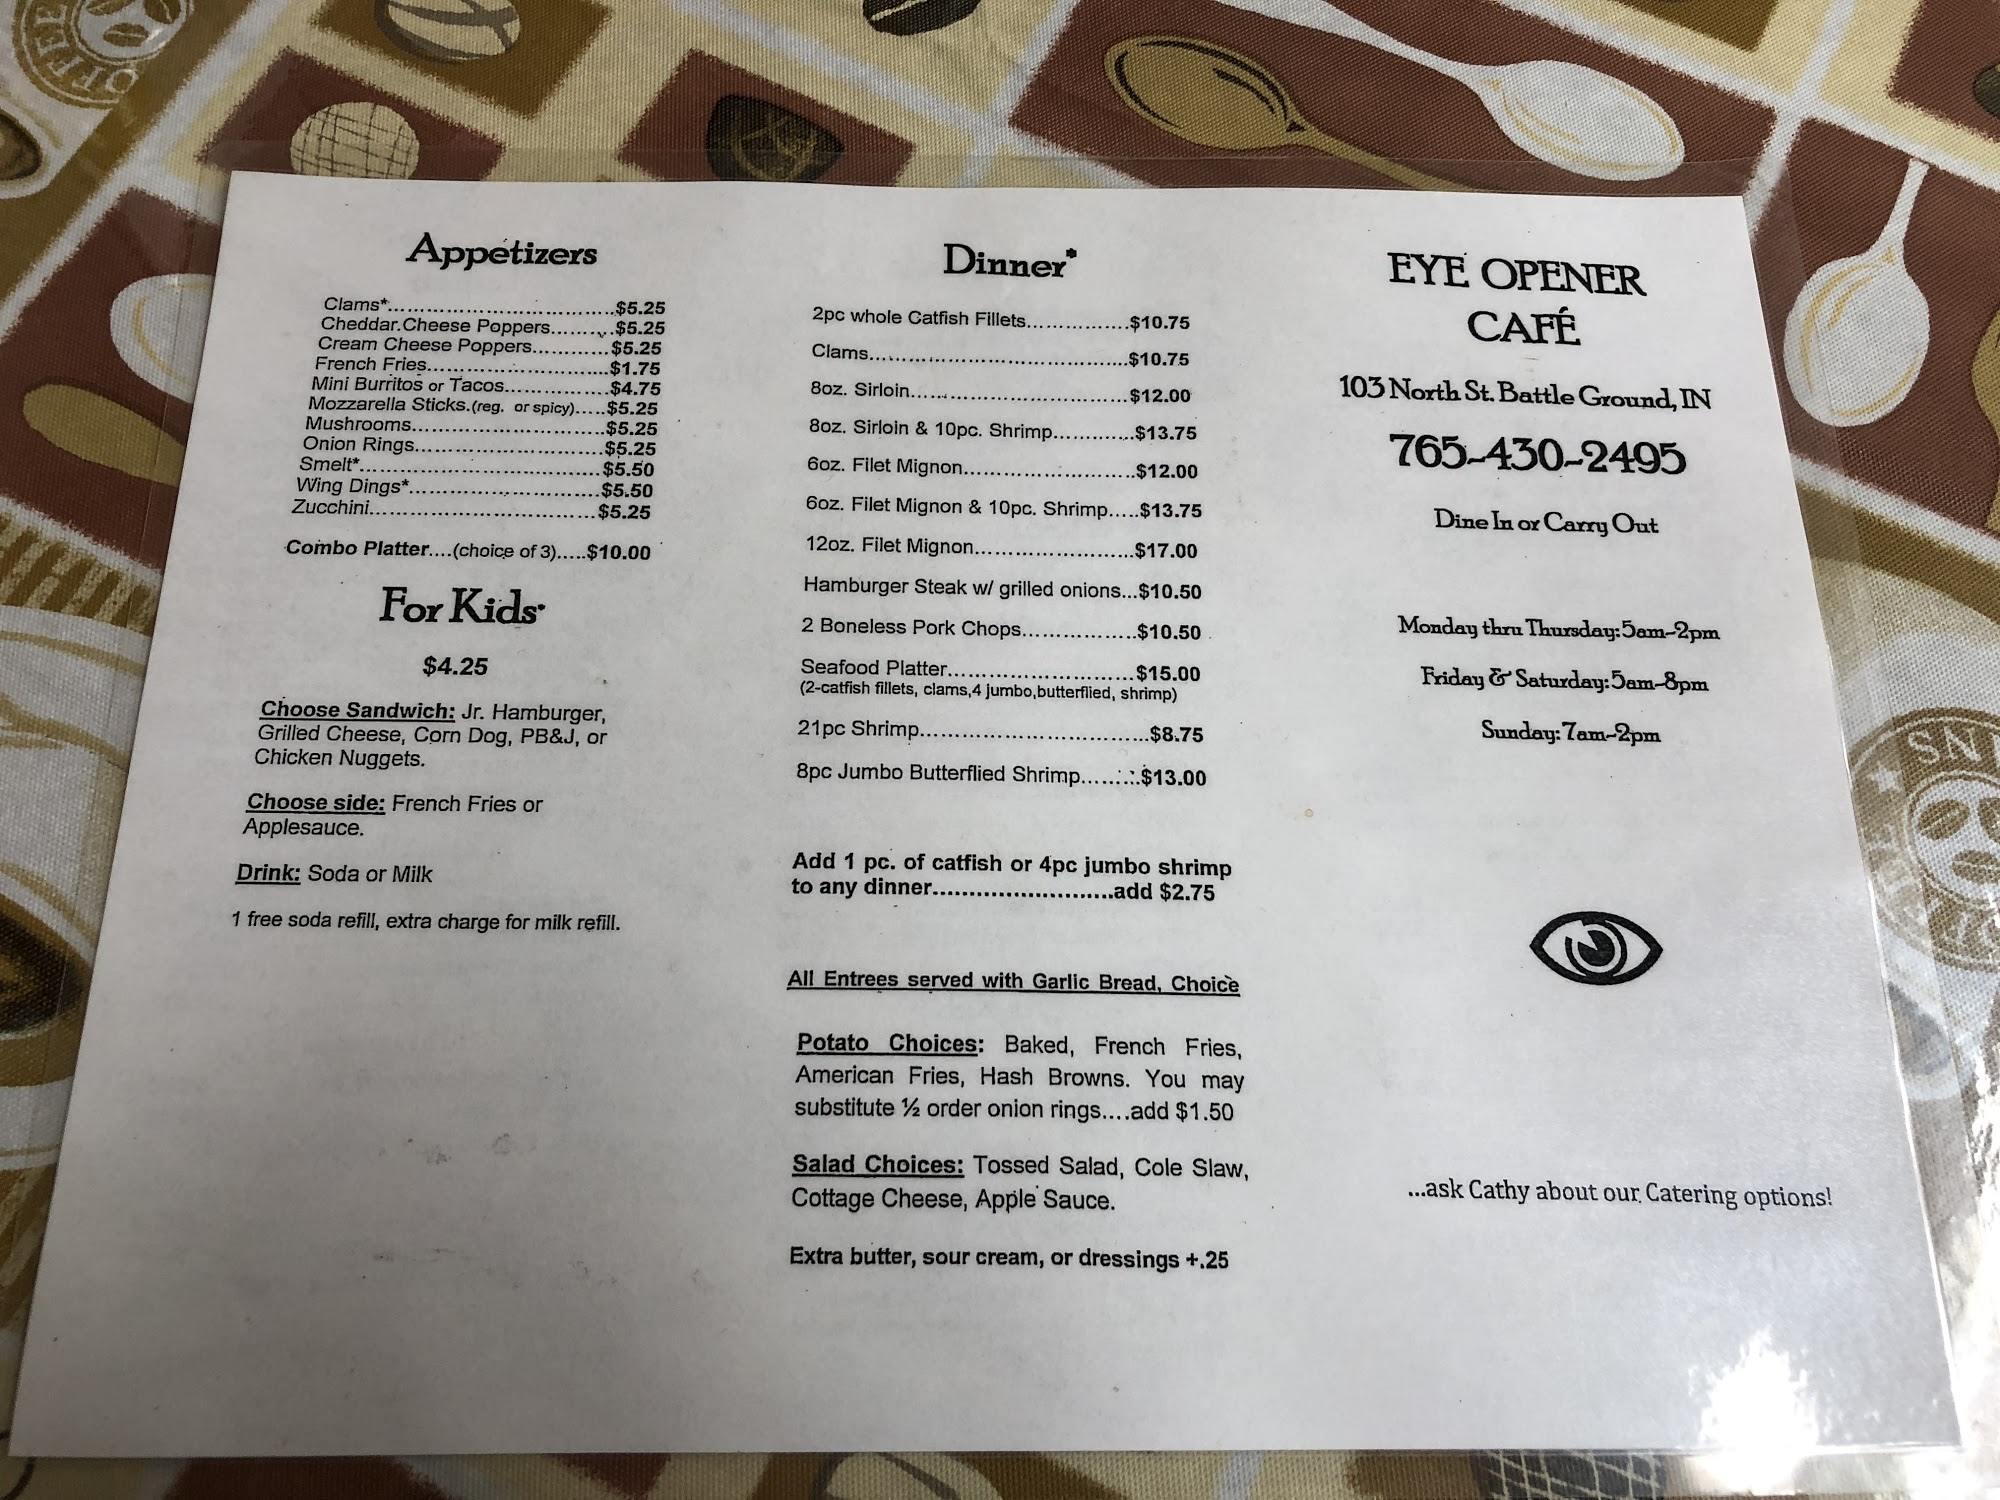 Appetizers
Clams*..........................................$5.25
Cheddar Cheese Poppers...........$5.25
Cream Cheese Poppers.............$5.25
French Fries................................$1.75
Mini Burritos or Tacos..................$4.75
Mozzarella Sticks.(reg. or spicy).....$5.25
Mushrooms.................................$5.25
Onion Rings................................$5.25
Smelt*..........................................$5.50
Wing Dings*.................................$5.50
Zucchini.......................................$5.25
Combo Platter....(choice of 3).....$10.00
For Kids*
$4.25
Choose Sandwich: Jr. Hamburger,
Grilled Cheese, Corn Dog, PB&J, or
Chicken Nuggets.
Choose side: French Fries or
Applesauce.
Drink: Soda or Milk
1 free soda refill, extra charge for milk refill.
Dinner*
2pc whole Catfish Fillets................$10.75
Clams............................................$10.75
8oz. Sirloin.....................................$12.00
8oz. Sirloin & 10pc. Shrimp.............$13.75
6oz. Filet Mignon.............................$12.00
6oz. Filet Mignon & 10pc. Shrimp.....$13.75
12oz. Filet Mignon...........................$17.00
Hamburger Steak w/ grilled onions...$10.50
2 Boneless Pork Chops...................$10.50
Seafood Platter...............................$15.00
(2-catfish fillets, clams,4 jumbo,butterflied, shrimp)
21pc Shrimp.....................................$8.75
8pc Jumbo Butterflied Shrimp.........$13.00
Add 1 pc. of catfish or 4pc jumbo shrimp
to any dinner.........................add $2.75
All Entrees served with Garlic Bread, Choice
Potato Choices: Baked, French Fries,
American Fries, Hash Browns. You may
substitute ½ order onion rings....add $1.50
Salad Choices: Tossed Salad, Cole Slaw,
Cottage Cheese, Apple Sauce.
Extra butter, sour cream, or dressings +.25
EYE OPENER
CAFÉ
103 North St. Battle Ground, IN
765-430-2495
Dine In or Carry Out
Monday thru Thursday: 5am-2pm
Friday & Saturday: 5am-8pm
Sunday: 7am-2pm
...ask Cathy about our Catering options!